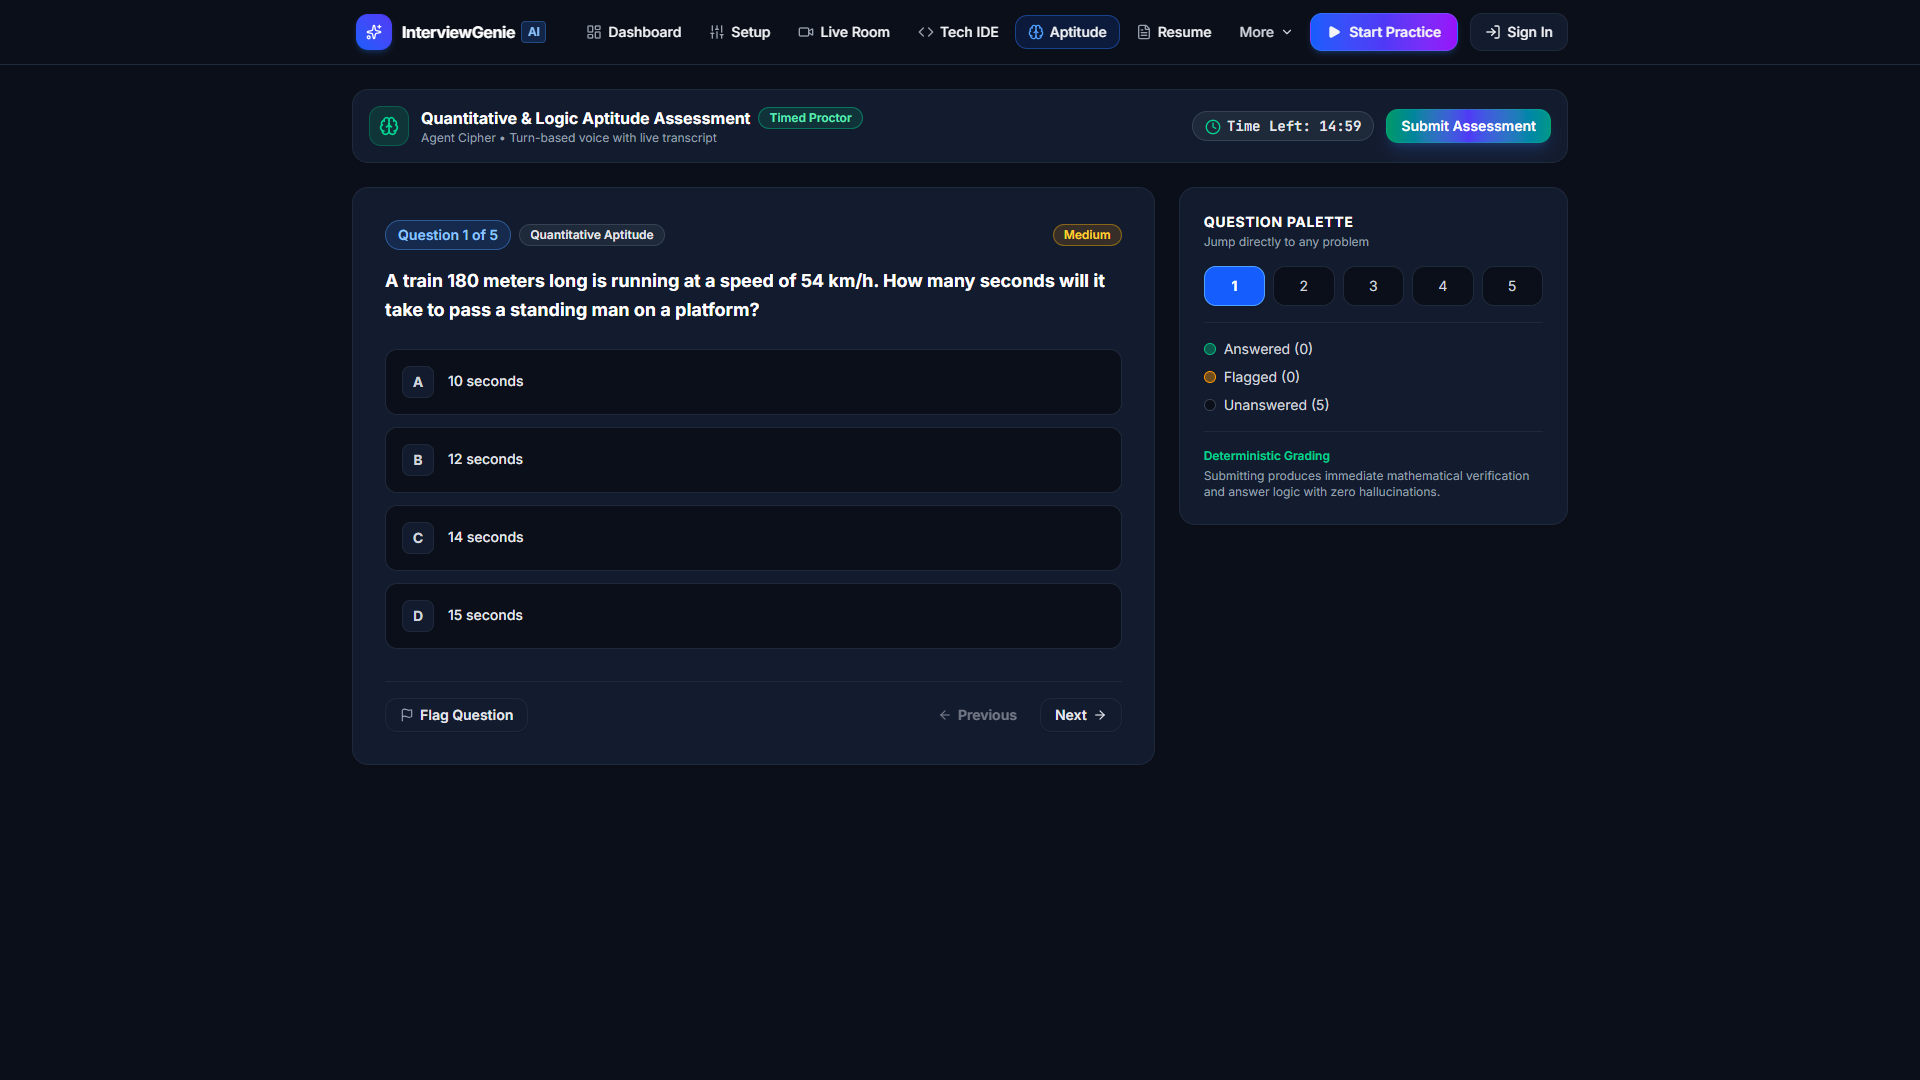 InterviewGenie AI
Dashboard
Setup
Live Room
Tech IDE
Aptitude
Resume
More
Start Practice
Sign In
Quantitative & Logic Aptitude Assessment
Timed Proctor
Agent Cipher • Turn-based voice with live transcript
Time Left: 14:59
Submit Assessment
Question 1 of 5
Quantitative Aptitude
Medium
A train 180 meters long is running at a speed of 54 km/h. How many seconds will it
take to pass a standing man on a platform?
A 10 seconds
B 12 seconds
C 14 seconds
D 15 seconds
Flag Question
← Previous
Next →
QUESTION PALETTE
Jump directly to any problem
1 2 3 4 5
Answered (0)
Flagged (0)
Unanswered (5)
Deterministic Grading
Submitting produces immediate mathematical verification
and answer logic with zero hallucinations.